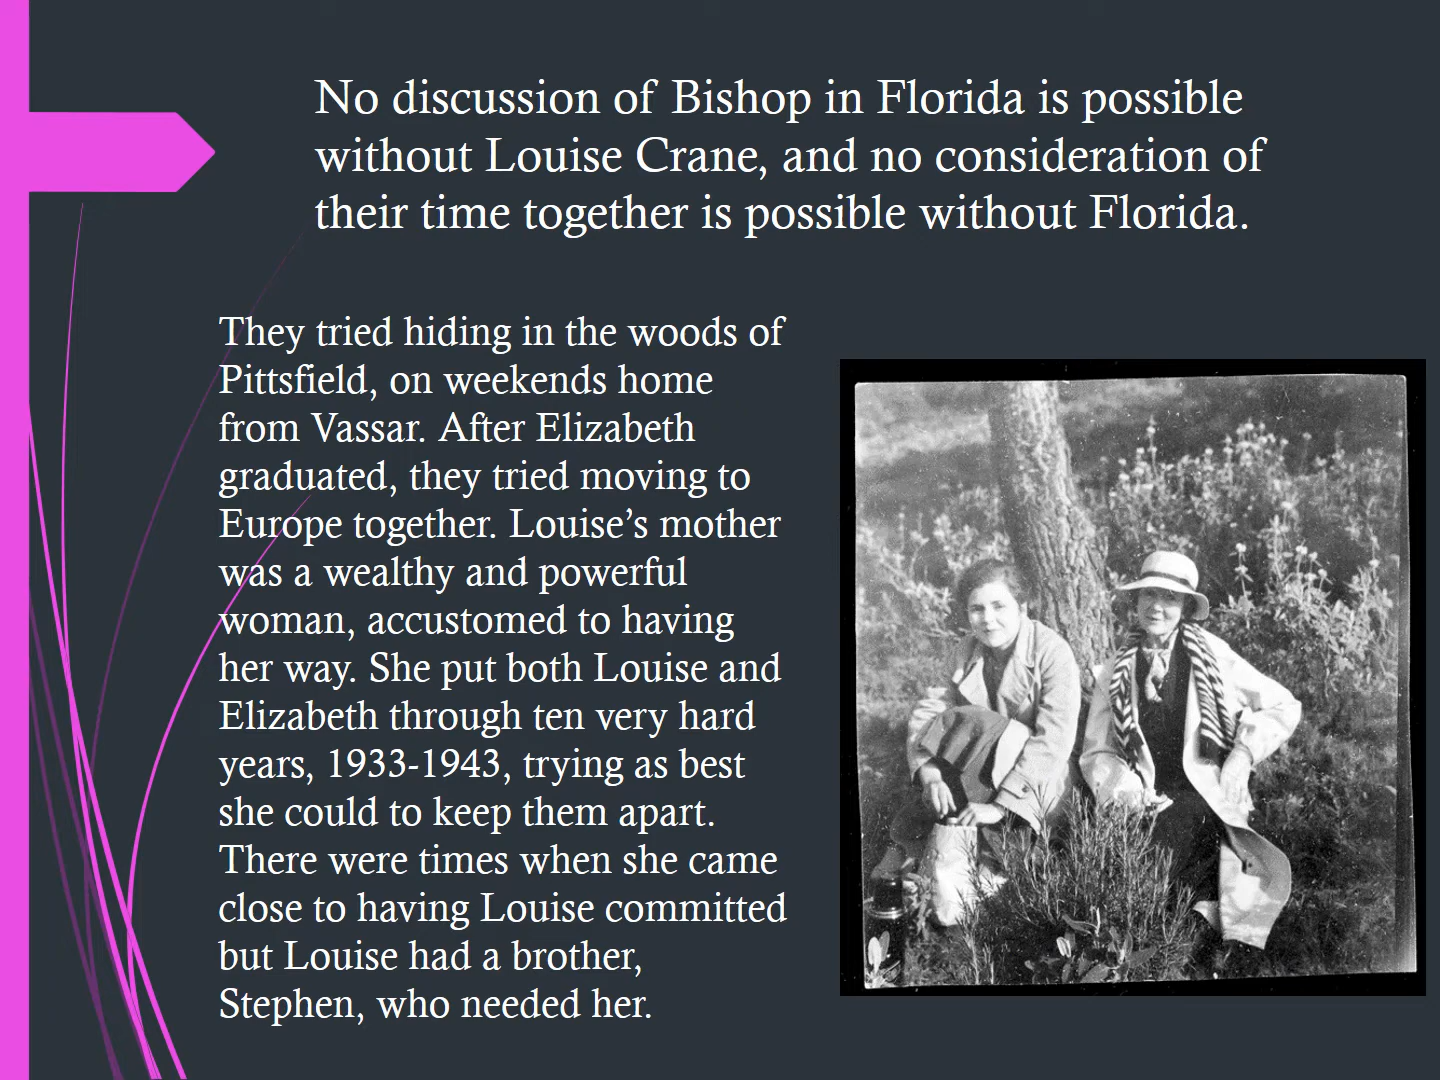 No discussion of Bishop in Florida is possible
without Louise Crane, and no consideration of
their time together is possible without Florida.
They tried hiding in the woods of
Pittsfield, on weekends home
from Vassar. After Elizabeth
graduated, they tried moving to
Europe together. Louise’s mother
was a wealthy and powerful
woman, accustomed to having
her way. She put both Louise and
Elizabeth through ten very hard
years, 1933-1943, trying as best
she could to keep them apart.
There were times when she came
close to having Louise committed
but Louise had a brother,
Stephen, who needed her.